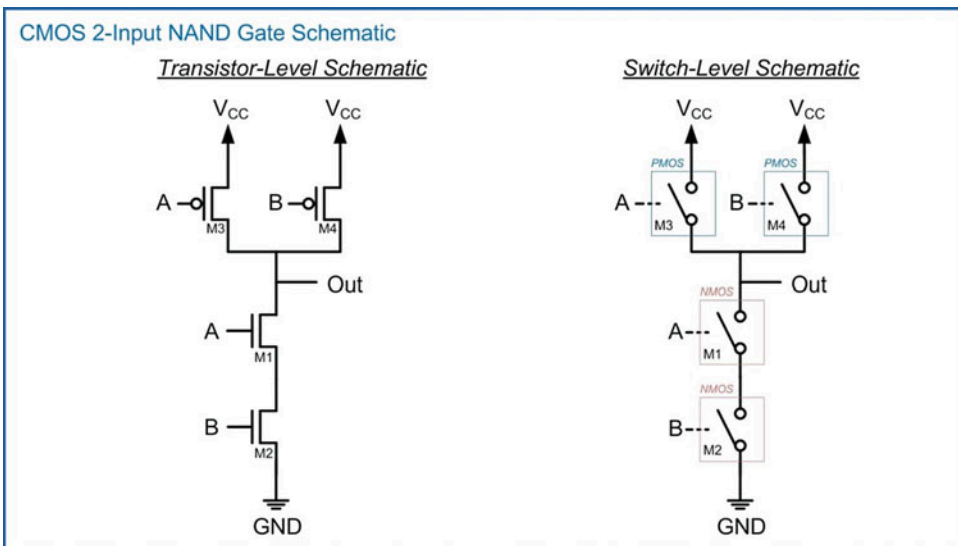 CMOS 2-Input NAND Gate Schematic
Transistor-Level Schematic
VCC VCC
A B
M3 M4
Out
A
M1
B
M2
GND
Switch-Level Schematic
VCC VCC
PMOS PMOS
A B
M3 M4
Out
NMOS
A
M1
NMOS
B
M2
GND